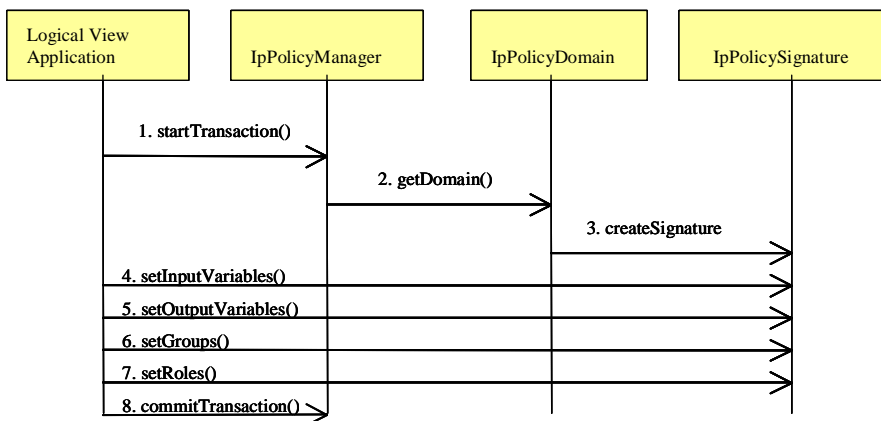 Logical View
Application
IpPolicyManager
IpPolicyDomain
IpPolicySignature
1. startTransaction()
2. getDomain()
3. createSignature
4. setInputVariables()
5. setOutputVariables()
6. setGroups()
7. setRoles()
8. commitTransaction()